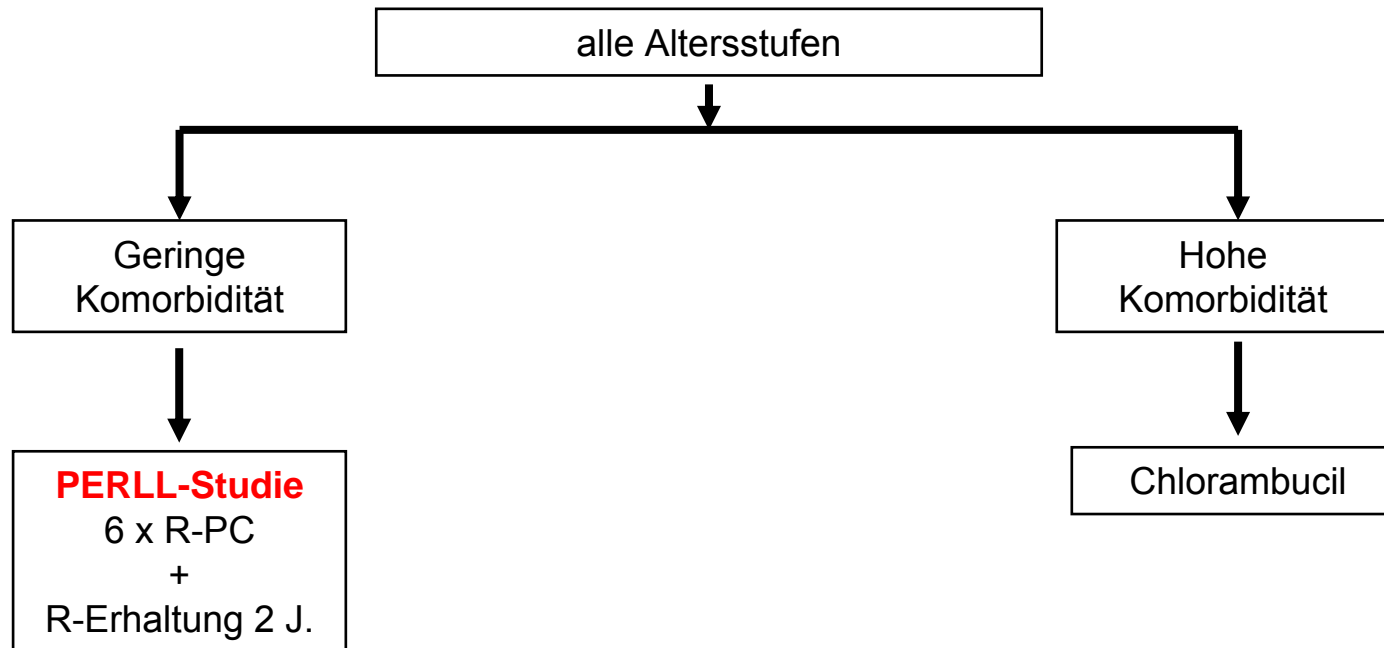 alle Altersstufen
Geringe
Komorbidität
Hohe
Komorbidität
PERLL-Studie
6 x R-PC
+
R-Erhaltung 2 J.
Chlorambucil